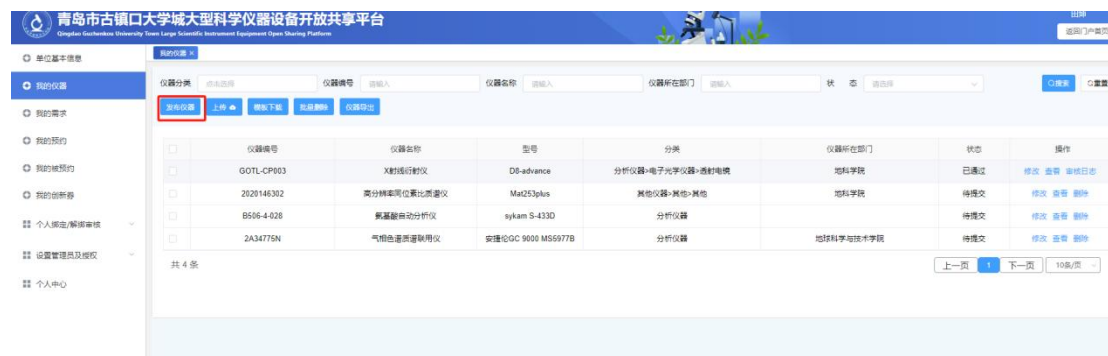 青岛市古镇口大学城大型科学仪器设备开放共享平台
Qingdao Guzhenkou University Town Large Scientific Instrument Equipment Open Sharing Platform
田坤
返回门户首页
单位基本信息
我的仪器
我的需求
我的预约
我的被预约
我的创新券
个人绑定/解绑审核
设置管理员及授权
个人中心
我的仪器 ×
仪器分类 点击选择 仪器编号 请输入 仪器名称 请输入 仪器所在部门 请输入 状 态 请选择 搜索 重置
发布仪器 上传 模板下载 批量删除 仪器导出
仪器编号 仪器名称 型号 分类 仪器所在部门 状态 操作
GOTL-CP003 X射线衍射仪 D8-advance 分析仪器>电子光学仪器>透射电镜 地科学院 已通过 修改 查看 审核日志
2020146302 高分辨率同位素比质谱仪 Mat253plus 其他仪器>其他>其他 地科学院 待提交 修改 查看 删除
B506-4-028 氨基酸自动分析仪 sykam S-433D 分析仪器 待提交 修改 查看 删除
2A34775N 气相色谱质谱联用仪 安捷伦GC 9000 MS5977B 分析仪器 地球科学与技术学院 待提交 修改 查看 删除
共 4 条
上一页 1 下一页 10条/页